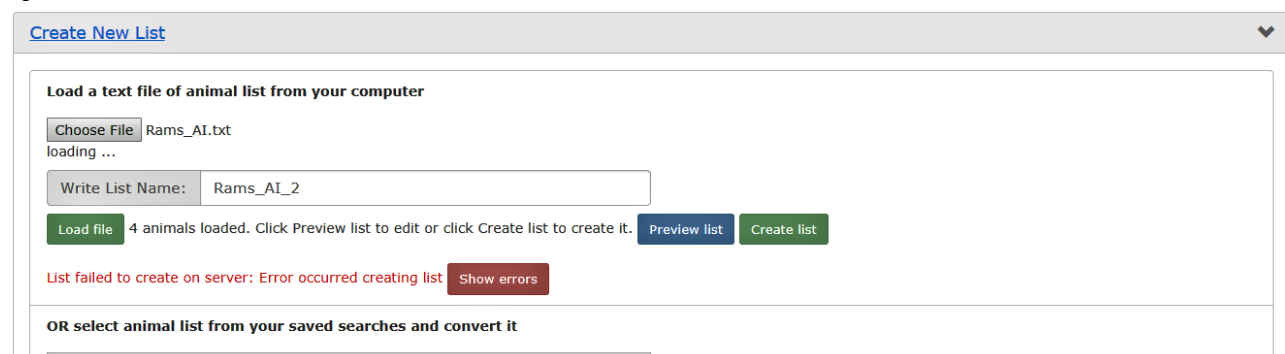 Create New List
Load a text file of animal list from your computer
Choose File Rams_AI.txt
loading ...
Write List Name: Rams_AI_2
Load file 4 animals loaded. Click Preview list to edit or click Create list to create it. Preview list Create list
List failed to create on server: Error occurred creating list Show errors
OR select animal list from your saved searches and convert it